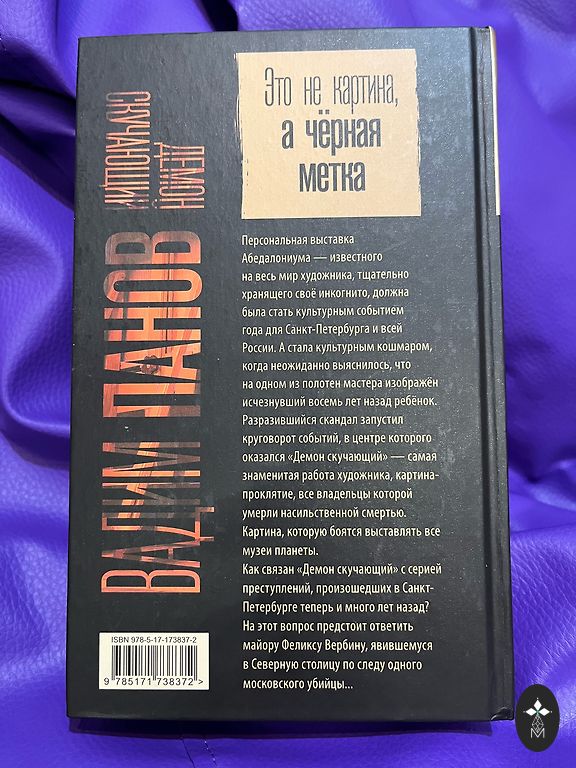 Это не картина,
а чёрная
метка
ВАДИМ ПАНОВ
ДЕМОН
СКУЧАЮЩИЙ
Персональная выставка
Абедалониума — известного
на весь мир художника, тщательно
хранящего своё инкогнито, должна
была стать культурным событием
года для Санкт-Петербурга и всей
России. А стала культурным кошмаром,
когда неожиданно выяснилось, что
на одном из полотен мастера изображён
исчезнувший восемь лет назад ребёнок.
Разразившийся скандал запустил
круговорот событий, в центре которого
оказался «Демон скучающий» — самая
знаменитая работа художника, картина-
проклятие, все владельцы которой
умерли насильственной смертью.
Картина, которую боятся выставлять все
музеи планеты.
Как связан «Демон скучающий» с серией
преступлений, произошедших в Санкт-
Петербурге теперь и много лет назад?
На этот вопрос предстоит ответить
майору Феликсу Вербину, явившемуся
в Северную столицу по следу одного
московского убийцы...
ISBN 978-5-17-173837-2
9 785171 738372 >
M